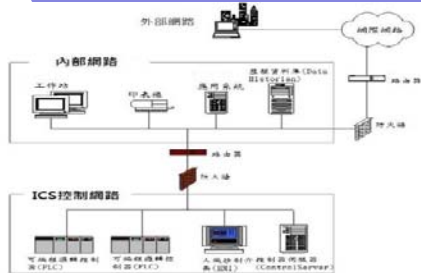 外部網路
網際網路
內部網路
歷程資料庫(Data
Historian)
工作站
印表機
應用系統
路由器
防火牆
路由器
防火牆
ICS控制網路
可程程邏輯控制
器(PLC)
可程程邏輯控
制器(PLC)
人機控制介
面(HMI)
控制器伺服器
(ControlServer)